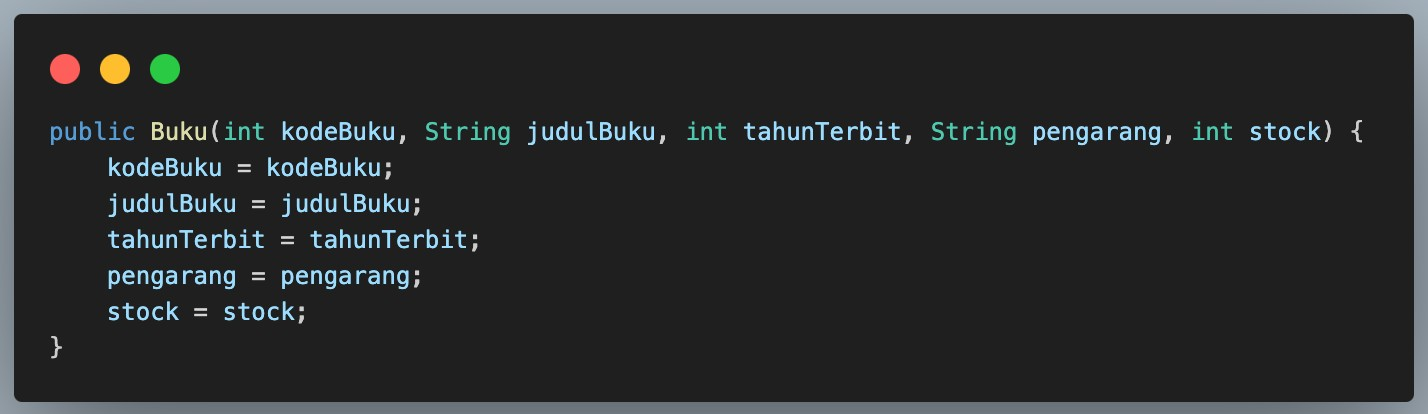 public Buku(int kodeBuku, String judulBuku, int tahunTerbit, String pengarang, int stock) {
    kodeBuku = kodeBuku;
    judulBuku = judulBuku;
    tahunTerbit = tahunTerbit;
    pengarang = pengarang;
    stock = stock;
}